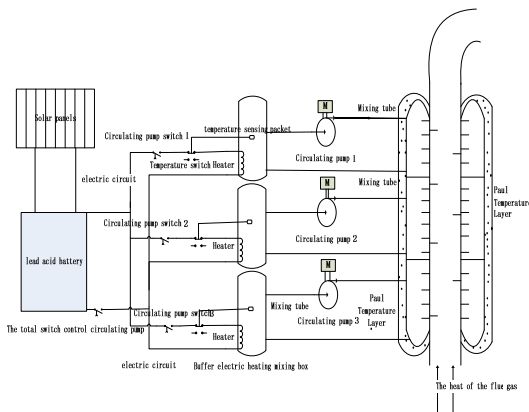 Solar panels
Circulating pump switch 1
temperature sensing packet
M
Mixing tube
Temperature switch
Heater
Circulating pump 1
electric circuit
Mixing tube
M
Paul
Temperature
Layer
Circulating pump switch 2
lead acid battery
Heater
Circulating pump 2
M
Circulating pump switch3
Mixing tube
Paul
Temperature
Layer
The total switch control circulating pump
Circulating pump 3
Heater
electric circuit
Buffer electric heating mixing box
The heat of the flue gas